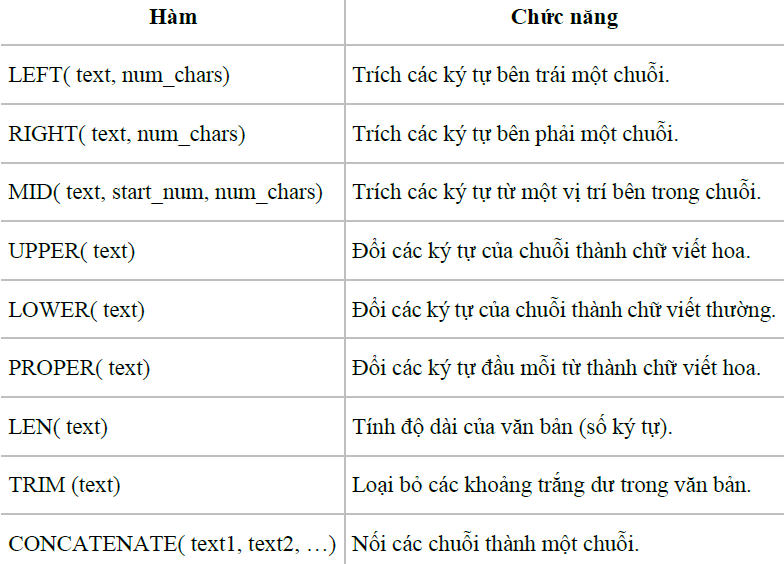 Hàm Chức năng
LEFT( text, num_chars) Trích các ký tự bên trái một chuỗi.
RIGHT( text, num_chars) Trích các ký tự bên phải một chuỗi.
MID( text, start_num, num_chars) Trích các ký tự từ một vị trí bên trong chuỗi.
UPPER( text) Đổi các ký tự của chuỗi thành chữ viết hoa.
LOWER( text) Đổi các ký tự của chuỗi thành chữ viết thường.
PROPER( text) Đổi các ký tự đầu mỗi từ thành chữ viết hoa.
LEN( text) Tính độ dài của văn bản (số ký tự).
TRIM (text) Loại bỏ các khoảng trắng dư trong văn bản.
CONCATENATE( text1, text2, …) Nối các chuỗi thành một chuỗi.